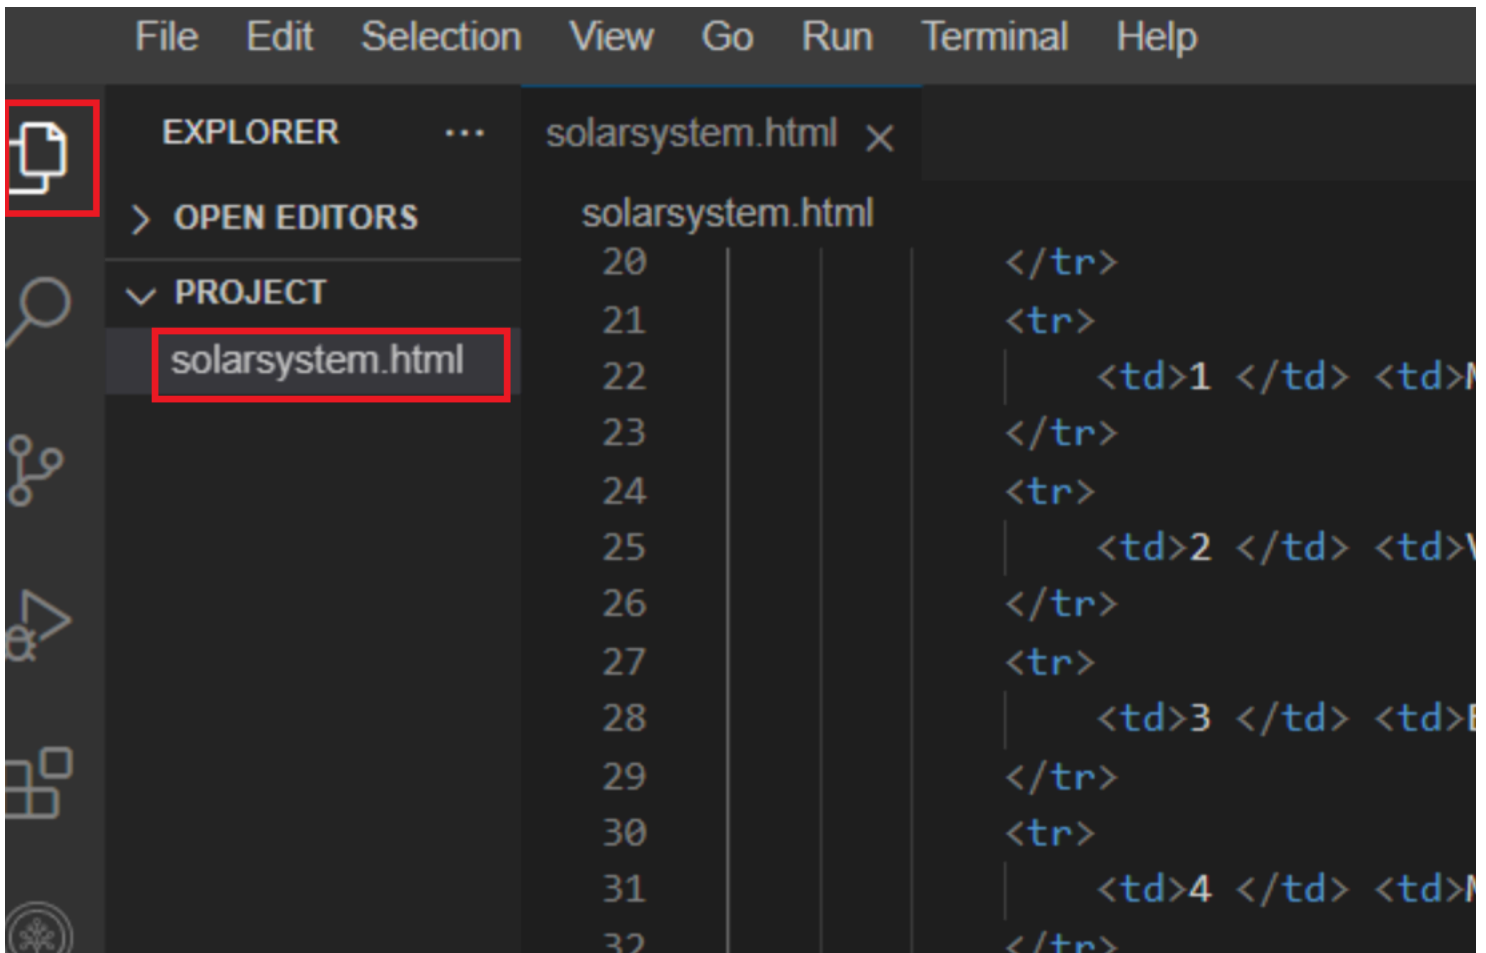 File Edit Selection View Go Run Terminal Help
EXPLORER ...
OPEN EDITORS
PROJECT
solarsystem.html
solarsystem.html
solarsystem.html
20 </tr>
21 <tr>
22 <td>1 </td> <td>
23 </tr>
24 <tr>
25 <td>2 </td> <td>
26 </tr>
27 <tr>
28 <td>3 </td> <td>
29 </tr>
30 <tr>
31 <td>4 </td> <td>
32 </tr>